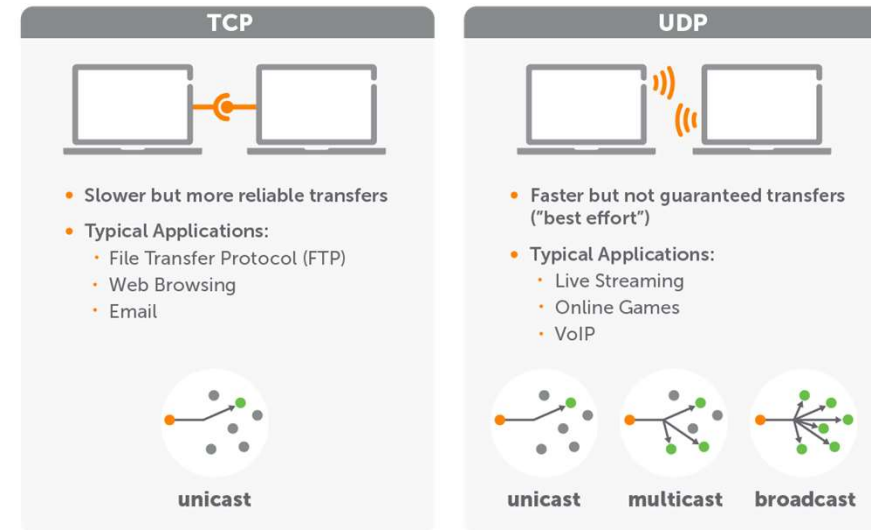 TCP
• Slower but more reliable transfers
• Typical Applications:
• File Transfer Protocol (FTP)
• Web Browsing
• Email
unicast
UDP
• Faster but not guaranteed transfers
("best effort")
• Typical Applications:
• Live Streaming
• Online Games
• VoIP
unicast
multicast
broadcast